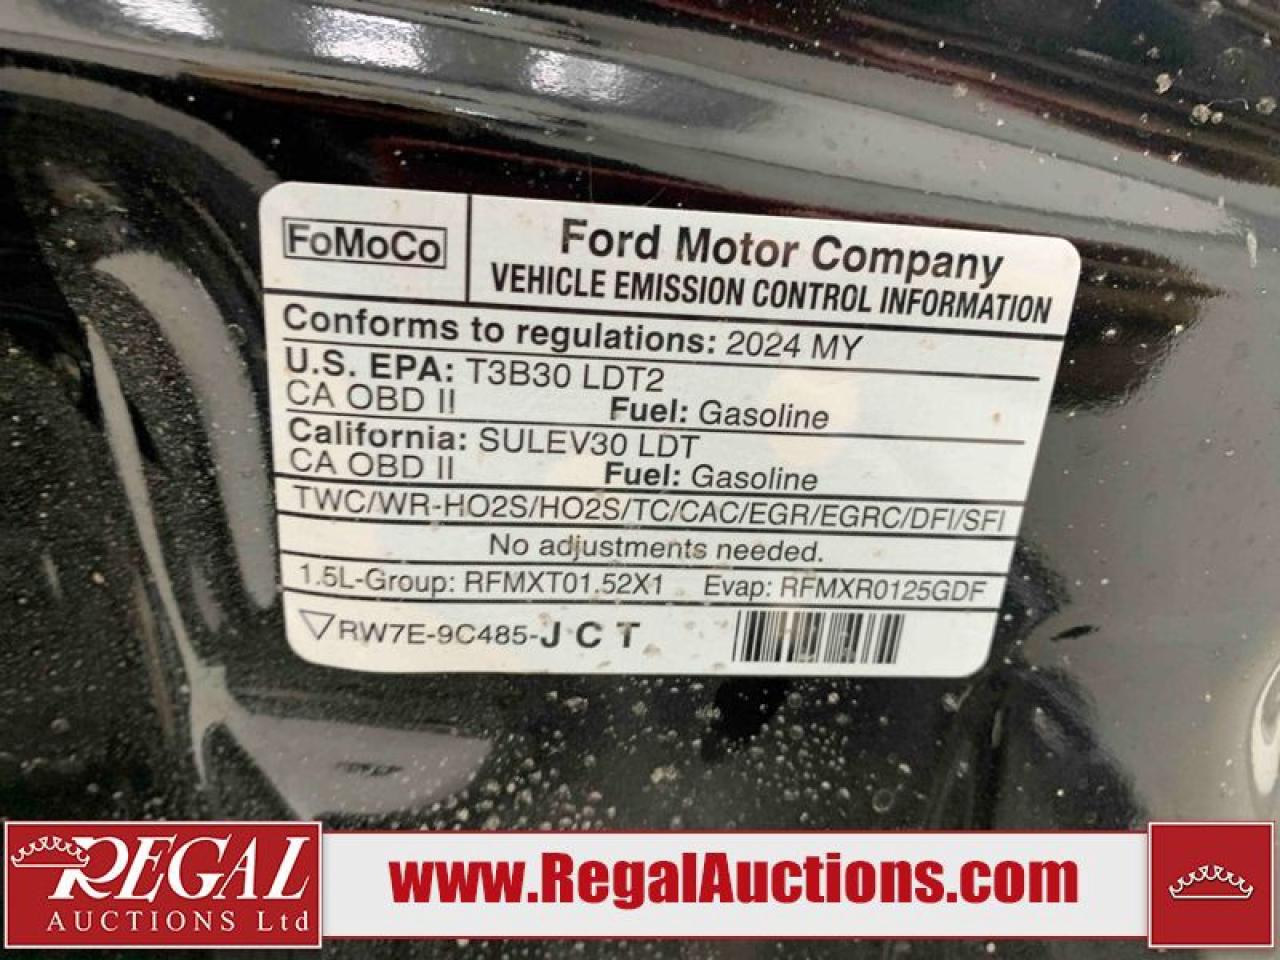 FoMoCo
Ford Motor Company
VEHICLE EMISSION CONTROL INFORMATION
Conforms to regulations: 2024 MY
U.S. EPA: T3B30 LDT2
CA OBD II Fuel: Gasoline
California: SULEV30 LDT
CA OBD II Fuel: Gasoline
TWC/WR-HO2S/HO2S/TC/CAC/EGR/EGRC/DFI/SFI
No adjustments needed.
1.5L-Group: RFMXT01.52X1 Evap: RFMXR0125GDF
RW7E-9C485-J C T
REGAL
AUCTIONS Ltd
www.RegalAuctions.com